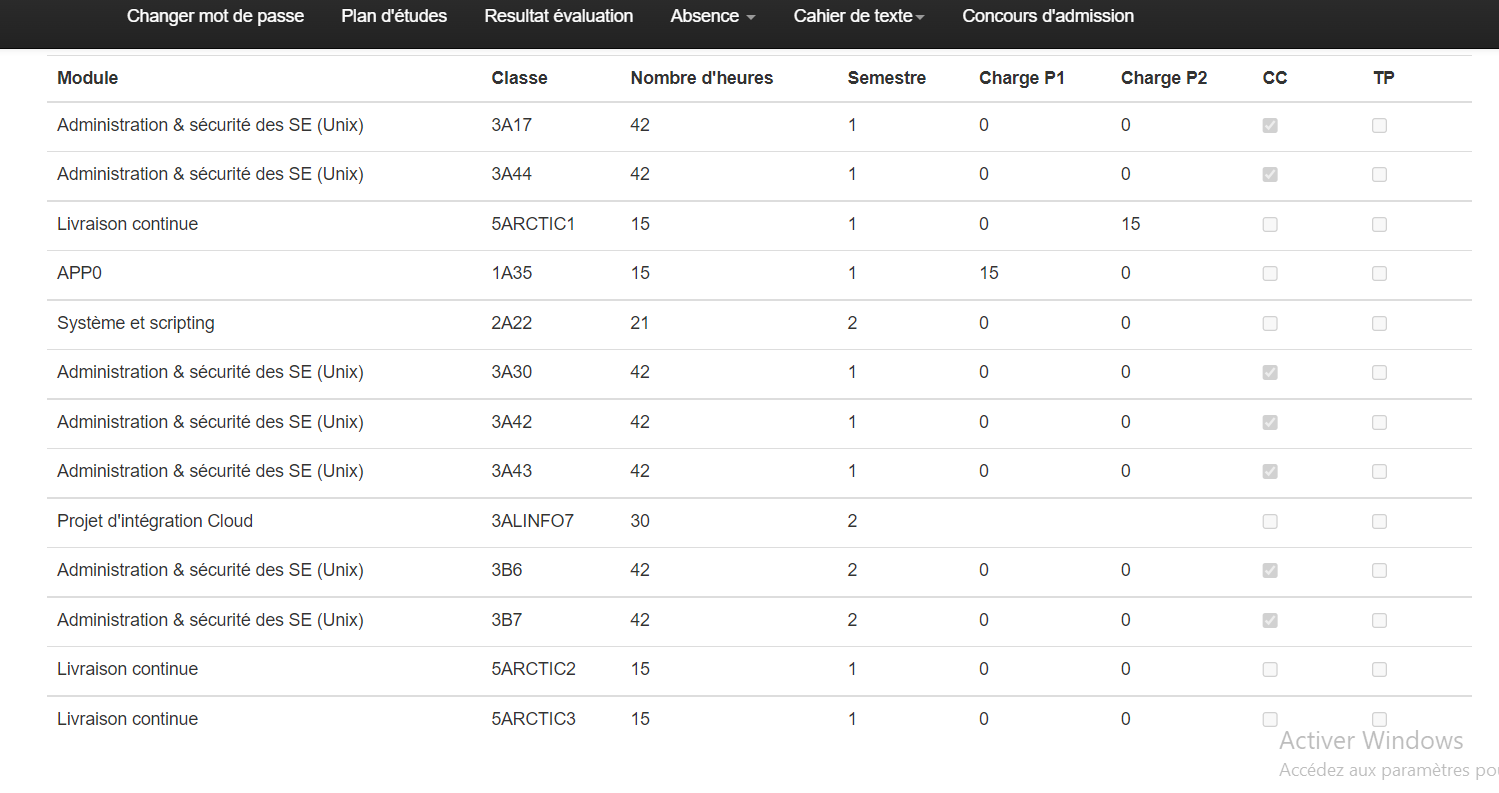 Changer mot de passe Plan d'études Resultat évaluation Absence Cahier de texte Concours d'admission
Module Classe Nombre d'heures Semestre Charge P1 Charge P2 CC TP
Administration & sécurité des SE (Unix) 3A17 42 1 0 0
Administration & sécurité des SE (Unix) 3A44 42 1 0 0
Livraison continue 5ARCTIC1 15 1 0 15
APP0 1A35 15 1 15 0
Système et scripting 2A22 21 2 0 0
Administration & sécurité des SE (Unix) 3A30 42 1 0 0
Administration & sécurité des SE (Unix) 3A42 42 1 0 0
Administration & sécurité des SE (Unix) 3A43 42 1 0 0
Projet d'intégration Cloud 3ALINFO7 30 2
Administration & sécurité des SE (Unix) 3B6 42 2 0 0
Administration & sécurité des SE (Unix) 3B7 42 2 0 0
Livraison continue 5ARCTIC2 15 1 0 0
Livraison continue 5ARCTIC3 15 1 0 0
Activer Windows
Accédez aux paramètres pou